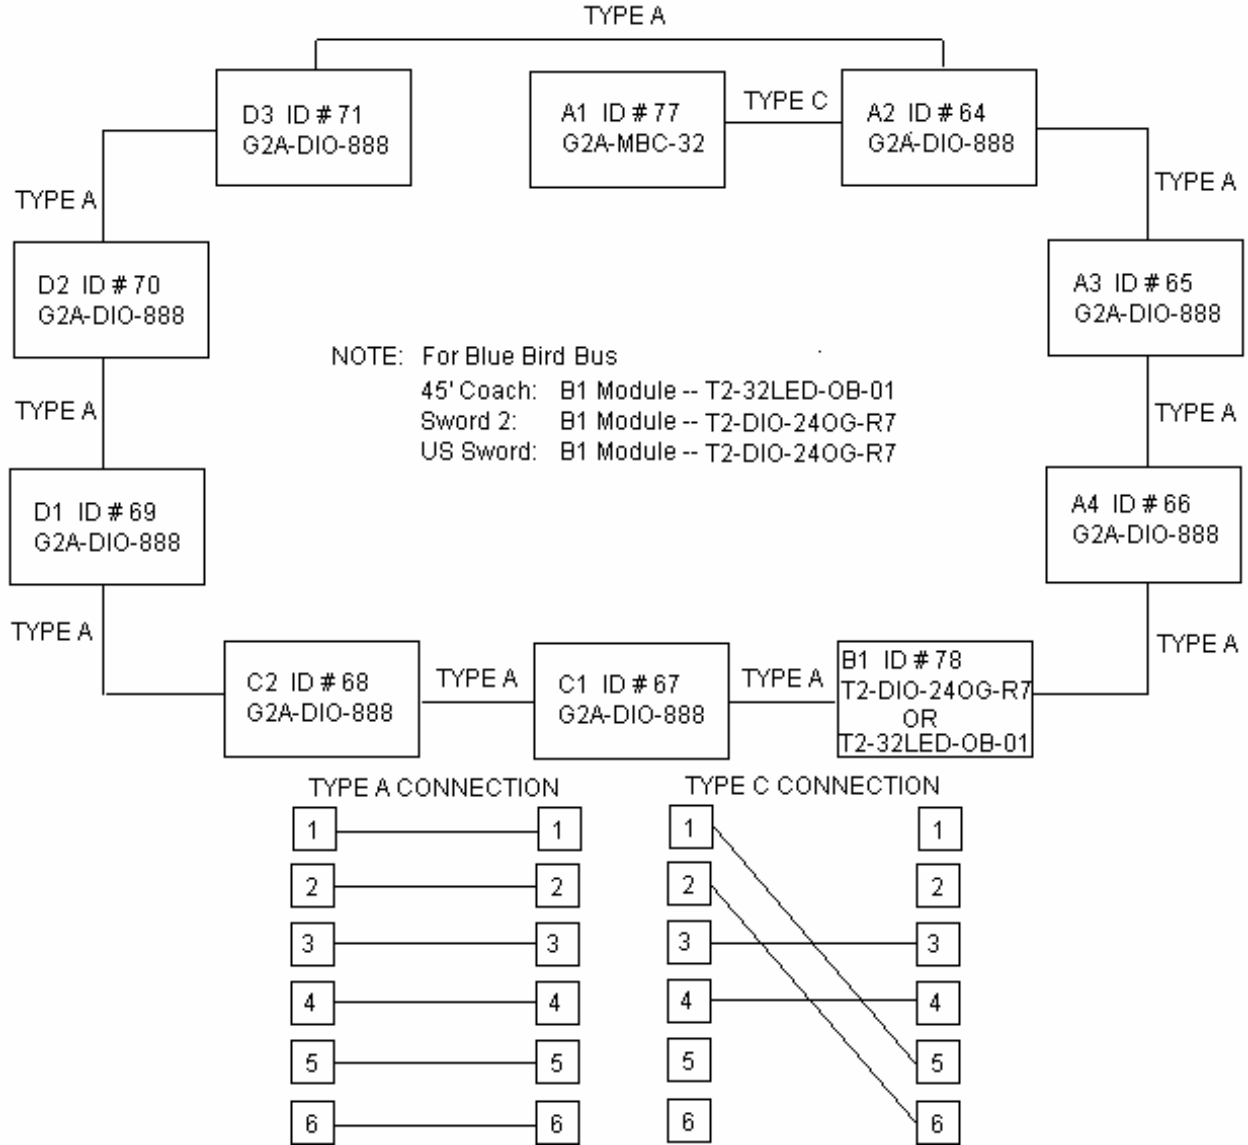 TYPE A
D3 ID # 71
G2A-DIO-888
A1 ID # 77
G2A-MBC-32
TYPE C
A2 ID # 64
G2A-DIO-888
TYPE A
TYPE A
D2 ID # 70
G2A-DIO-888
A3 ID # 65
G2A-DIO-888
NOTE: For Blue Bird Bus
45' Coach: B1 Module -- T2-32LED-OB-01
Sword 2: B1 Module -- T2-DIO-24OG-R7
US Sword: B1 Module -- T2-DIO-24OG-R7
TYPE A
TYPE A
D1 ID # 69
G2A-DIO-888
A4 ID # 66
G2A-DIO-888
TYPE A
TYPE A
C2 ID # 68
G2A-DIO-888
TYPE A
C1 ID # 67
G2A-DIO-888
TYPE A
B1 ID # 78
T2-DIO-24OG-R7
OR
T2-32LED-OB-01
TYPE A CONNECTION
1 1
2 2
3 3
4 4
5 5
6 6
TYPE C CONNECTION
1 1
2 2
3 3
4 4
5 5
6 6